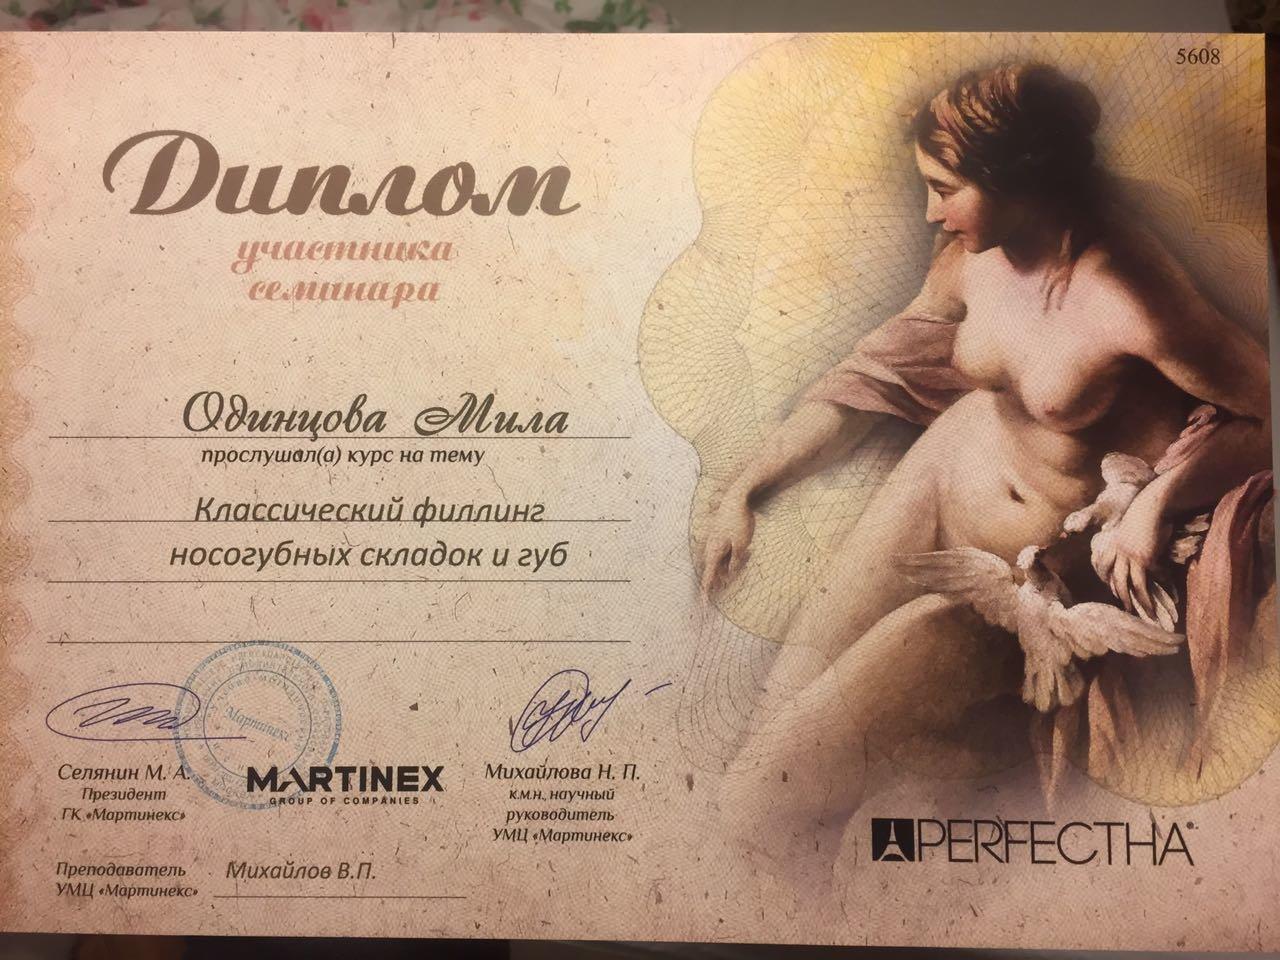 5608
Диплом
участника
семинара
Одинцова Мила
прослушал(а) курс на тему
Классический филлинг
носогубных складок и губ
Мартинекс
Селянин М. А.
Президент
ГК «Мартинекс»
MARTINEX
GROUP OF COMPANIES
Михайлова Н. П.
к.м.н., научный
руководитель
УМЦ «Мартинекс»
Преподаватель
УМЦ «Мартинекс»
Михайлов В.П.
PERFECTHA®